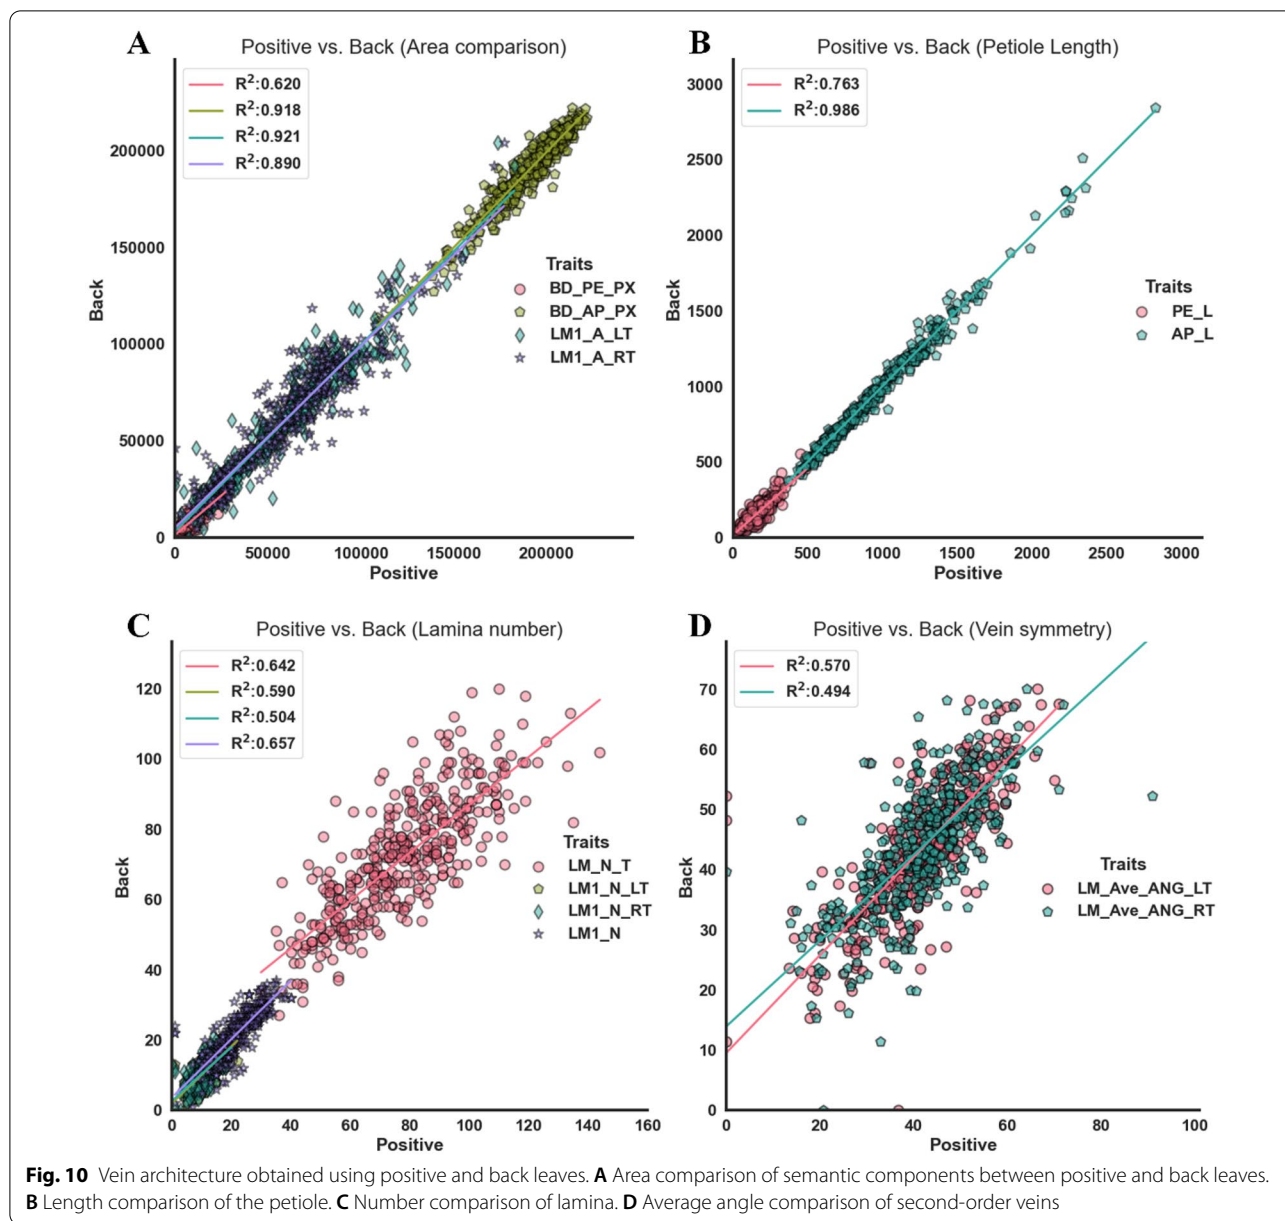 A
Positive vs. Back (Area comparison)
R²:0.620
R²:0.918
R²:0.921
R²:0.890
200000
150000
100000
50000
0
Back
Traits
BD_PE_PX
BD_AP_PX
LM1_A_LT
LM1_A_RT
0 50000 100000 150000 200000
Positive
B
Positive vs. Back (Petiole Length)
R²:0.763
R²:0.986
3000
2500
2000
1500
1000
500
0
Back
Traits
PE_L
AP_L
0 500 1000 1500 2000 2500 3000
Positive
C
Positive vs. Back (Lamina number)
R²:0.642
R²:0.590
R²:0.504
R²:0.657
120
100
80
60
40
20
0
Back
Traits
LM_N_T
LM1_N_LT
LM1_N_RT
LM1_N
0 20 40 60 80 100 120 140 160
Positive
D
Positive vs. Back (Vein symmetry)
R²:0.570
R²:0.494
70
60
50
40
30
20
10
0
Back
Traits
LM_Ave_ANG_LT
LM_Ave_ANG_RT
0 20 40 60 80 100
Positive
Fig. 10 Vein architecture obtained using positive and back leaves. A Area comparison of semantic components between positive and back leaves.
B Length comparison of the petiole. C Number comparison of lamina. D Average angle comparison of second-order veins